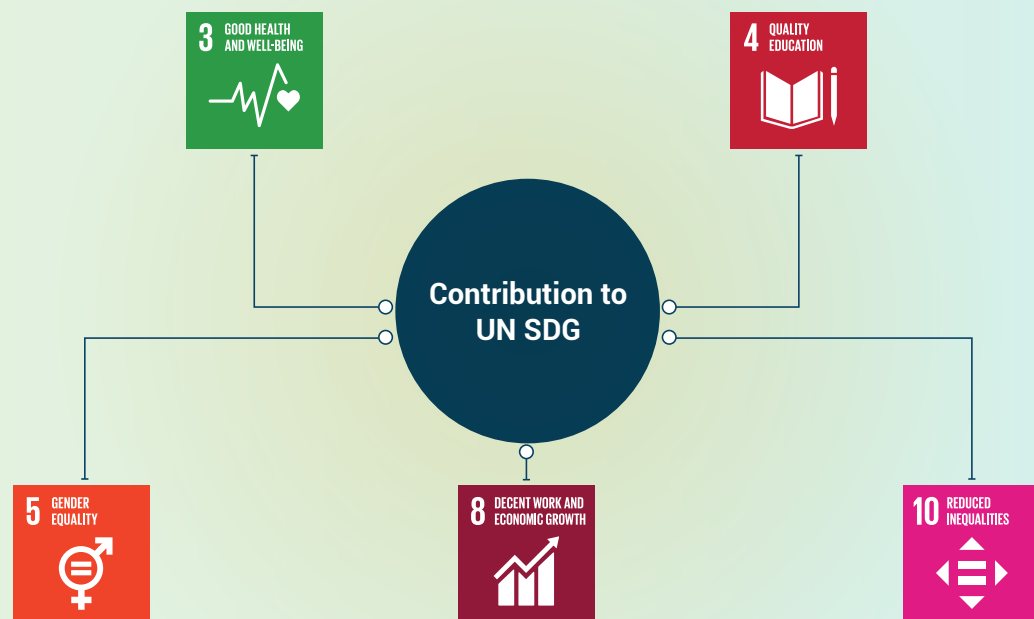 3 GOOD HEALTH
AND WELL-BEING
4 QUALITY
EDUCATION
Contribution to
UN SDG
5 GENDER
EQUALITY
8 DECENT WORK AND
ECONOMIC GROWTH
10 REDUCED
INEQUALITIES